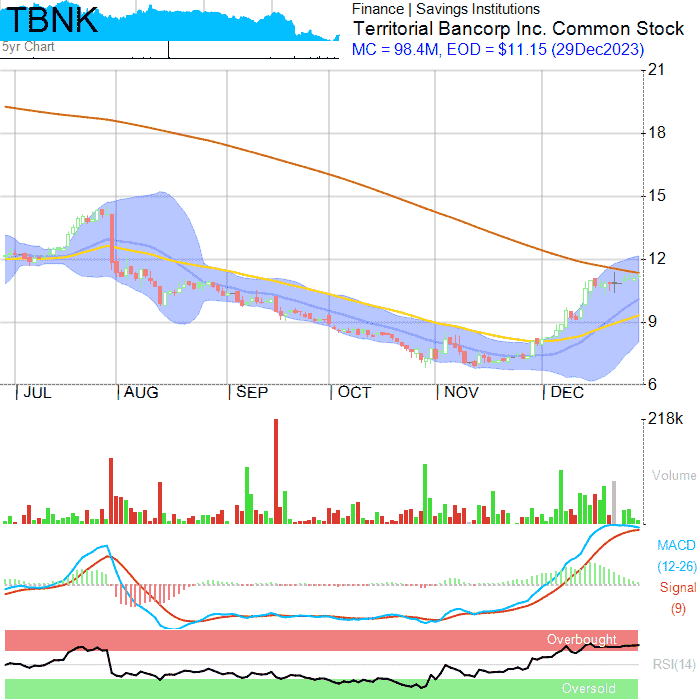 TBNK
5yr Chart
Finance | Savings Institutions
Territorial Bancorp Inc. Common Stock
MC = 98.4M, EOD = $11.15 (29Dec2023)
21
18
15
12
9
6
JUL AUG SEP OCT NOV DEC
218k
Volume
MACD
(12-26)
Signal
(9)
Overbought
RSI(14)
Oversold